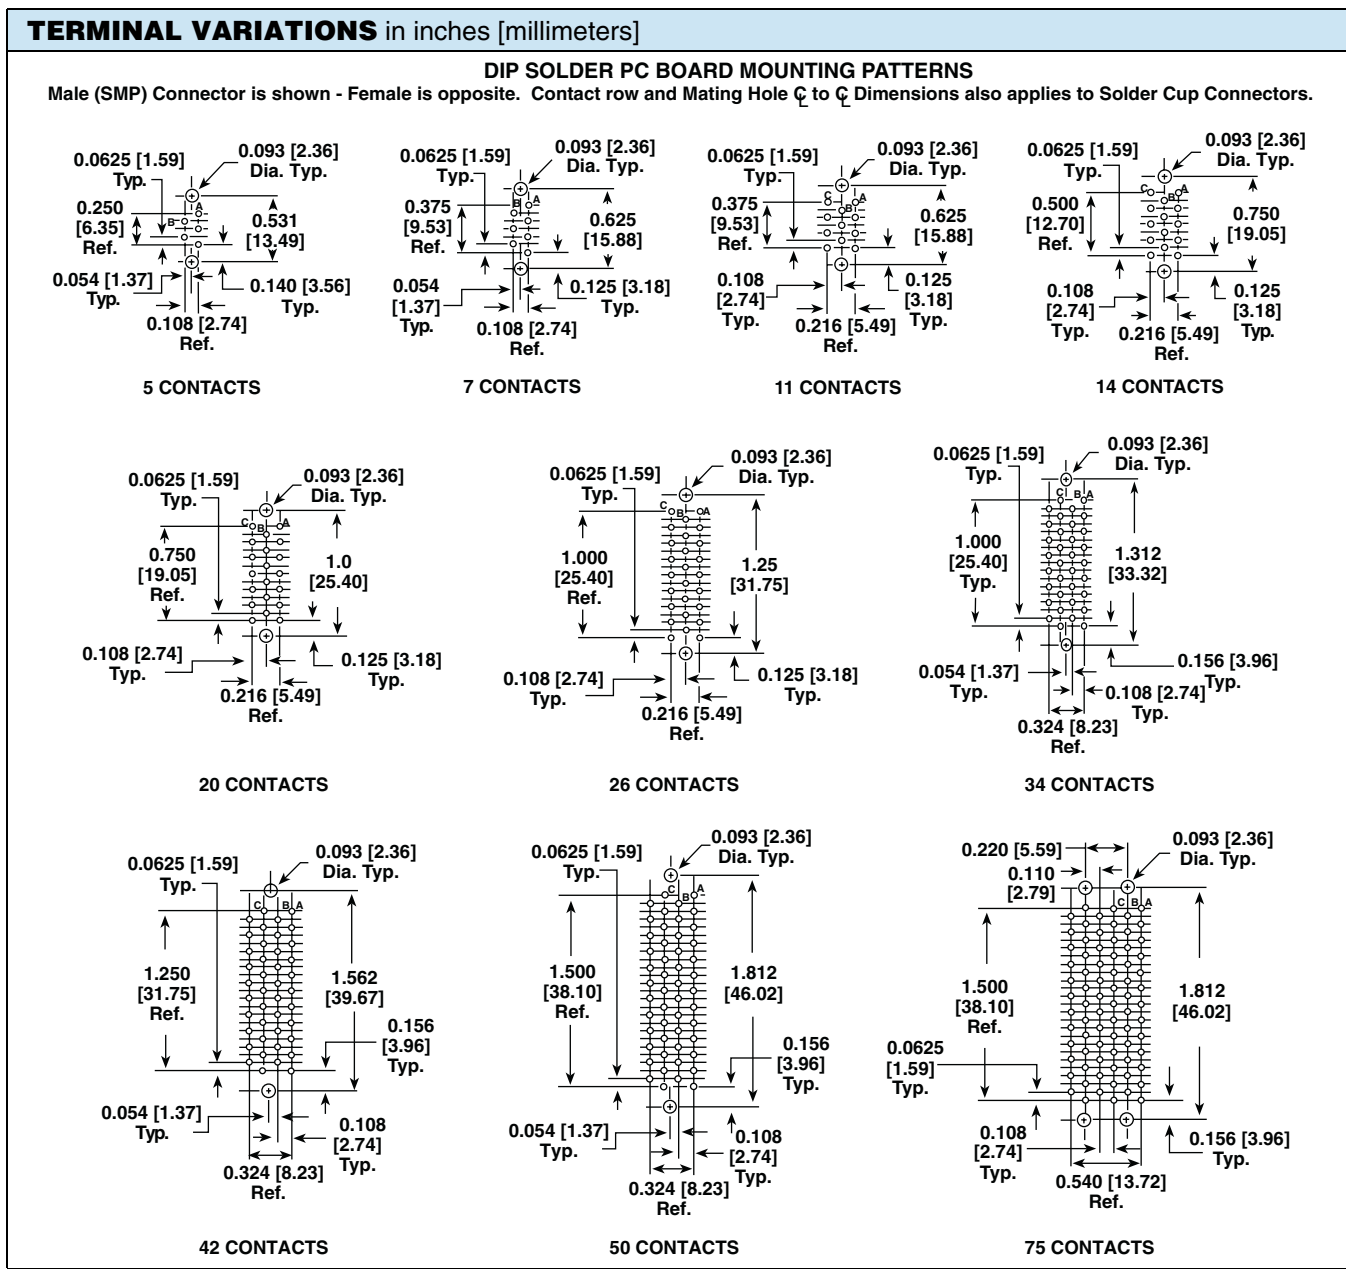 TERMINAL VARIATIONS in inches [millimeters]
DIP SOLDER PC BOARD MOUNTING PATTERNS
Male (SMP) Connector is shown - Female is opposite. Contact row and Mating Hole ℄ to ℄ Dimensions also applies to Solder Cup Connectors.
0.0625 [1.59]
Typ.
0.093 [2.36]
Dia. Typ.
0.250
[6.35]
Ref.
A
B
0.531
[13.49]
0.054 [1.37]
Typ.
0.140 [3.56]
Typ.
0.108 [2.74]
Ref.
5 CONTACTS
0.0625 [1.59]
Typ.
0.093 [2.36]
Dia. Typ.
0.375
[9.53]
Ref.
B A
0.625
[15.88]
0.054
[1.37]
Typ.
0.125 [3.18]
Typ.
0.108 [2.74]
Ref.
7 CONTACTS
0.0625 [1.59]
Typ.
0.093 [2.36]
Dia. Typ.
0.375
[9.53]
Ref.
C B A
0.625
[15.88]
0.108
[2.74]
Typ.
0.125
[3.18]
Typ.
0.216 [5.49]
Ref.
11 CONTACTS
0.0625 [1.59]
Typ.
0.093 [2.36]
Dia. Typ.
0.500
[12.70]
Ref.
C B A
0.750
[19.05]
0.108
[2.74]
Typ.
0.125
[3.18]
Typ.
0.216 [5.49]
Ref.
14 CONTACTS
0.0625 [1.59]
Typ.
0.093 [2.36]
Dia. Typ.
C B A
0.750
[19.05]
Ref.
1.0
[25.40]
0.108 [2.74]
Typ.
0.125 [3.18]
Typ.
0.216 [5.49]
Ref.
20 CONTACTS
0.0625 [1.59]
Typ.
0.093 [2.36]
Dia. Typ.
C B A
1.000
[25.40]
Ref.
1.25
[31.75]
0.108 [2.74]
Typ.
0.125 [3.18]
Typ.
0.216 [5.49]
Ref.
26 CONTACTS
0.0625 [1.59]
Typ.
0.093 [2.36]
Dia. Typ.
C B A
1.000
[25.40]
Typ.
1.312
[33.32]
0.054 [1.37]
Typ.
0.156 [3.96]
Typ.
0.108 [2.74]
Typ.
0.324 [8.23]
Ref.
34 CONTACTS
0.0625 [1.59]
Typ.
0.093 [2.36]
Dia. Typ.
C B A
1.250
[31.75]
Ref.
1.562
[39.67]
0.156
[3.96]
Typ.
0.054 [1.37]
Typ.
0.108
[2.74]
Typ.
0.324 [8.23]
Ref.
42 CONTACTS
0.0625 [1.59]
Typ.
0.093 [2.36]
Dia. Typ.
C B A
1.500
[38.10]
Ref.
1.812
[46.02]
0.156
[3.96]
Typ.
0.054 [1.37]
Typ.
0.108
[2.74]
Typ.
0.324 [8.23]
Ref.
50 CONTACTS
0.220 [5.59]
0.093 [2.36]
Dia. Typ.
0.110
[2.79]
C B A
1.500
[38.10]
Ref.
1.812
[46.02]
0.0625
[1.59]
Typ.
0.108
[2.74]
Typ.
0.156 [3.96]
Typ.
0.540 [13.72]
Ref.
75 CONTACTS